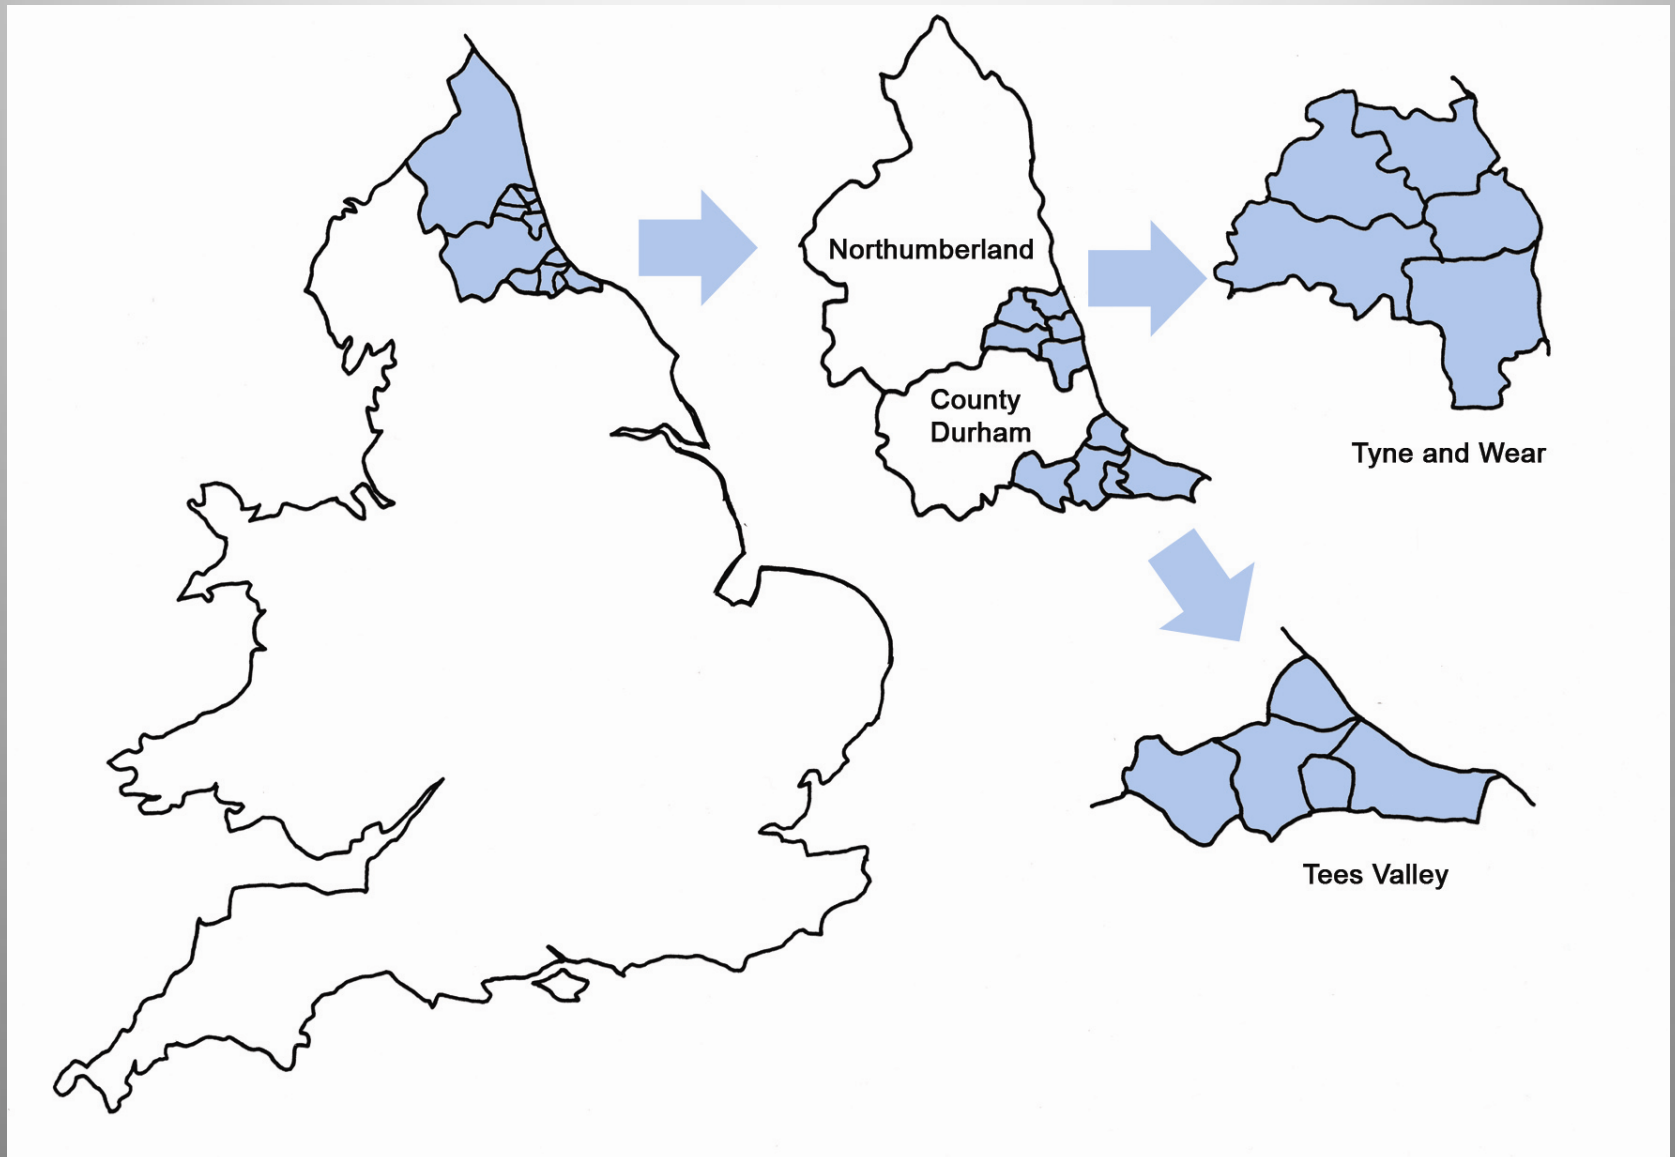 Northumberland
County
Durham
Tyne and Wear
Tees Valley